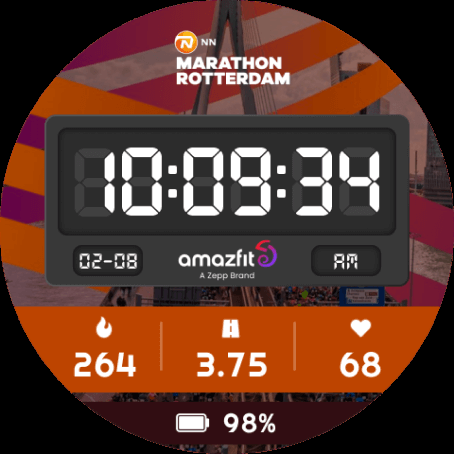 NN
MARATHON
ROTTERDAM
10:09:34
02-08
amazfit
A Zepp Brand
AM
264
3.75
68
98%